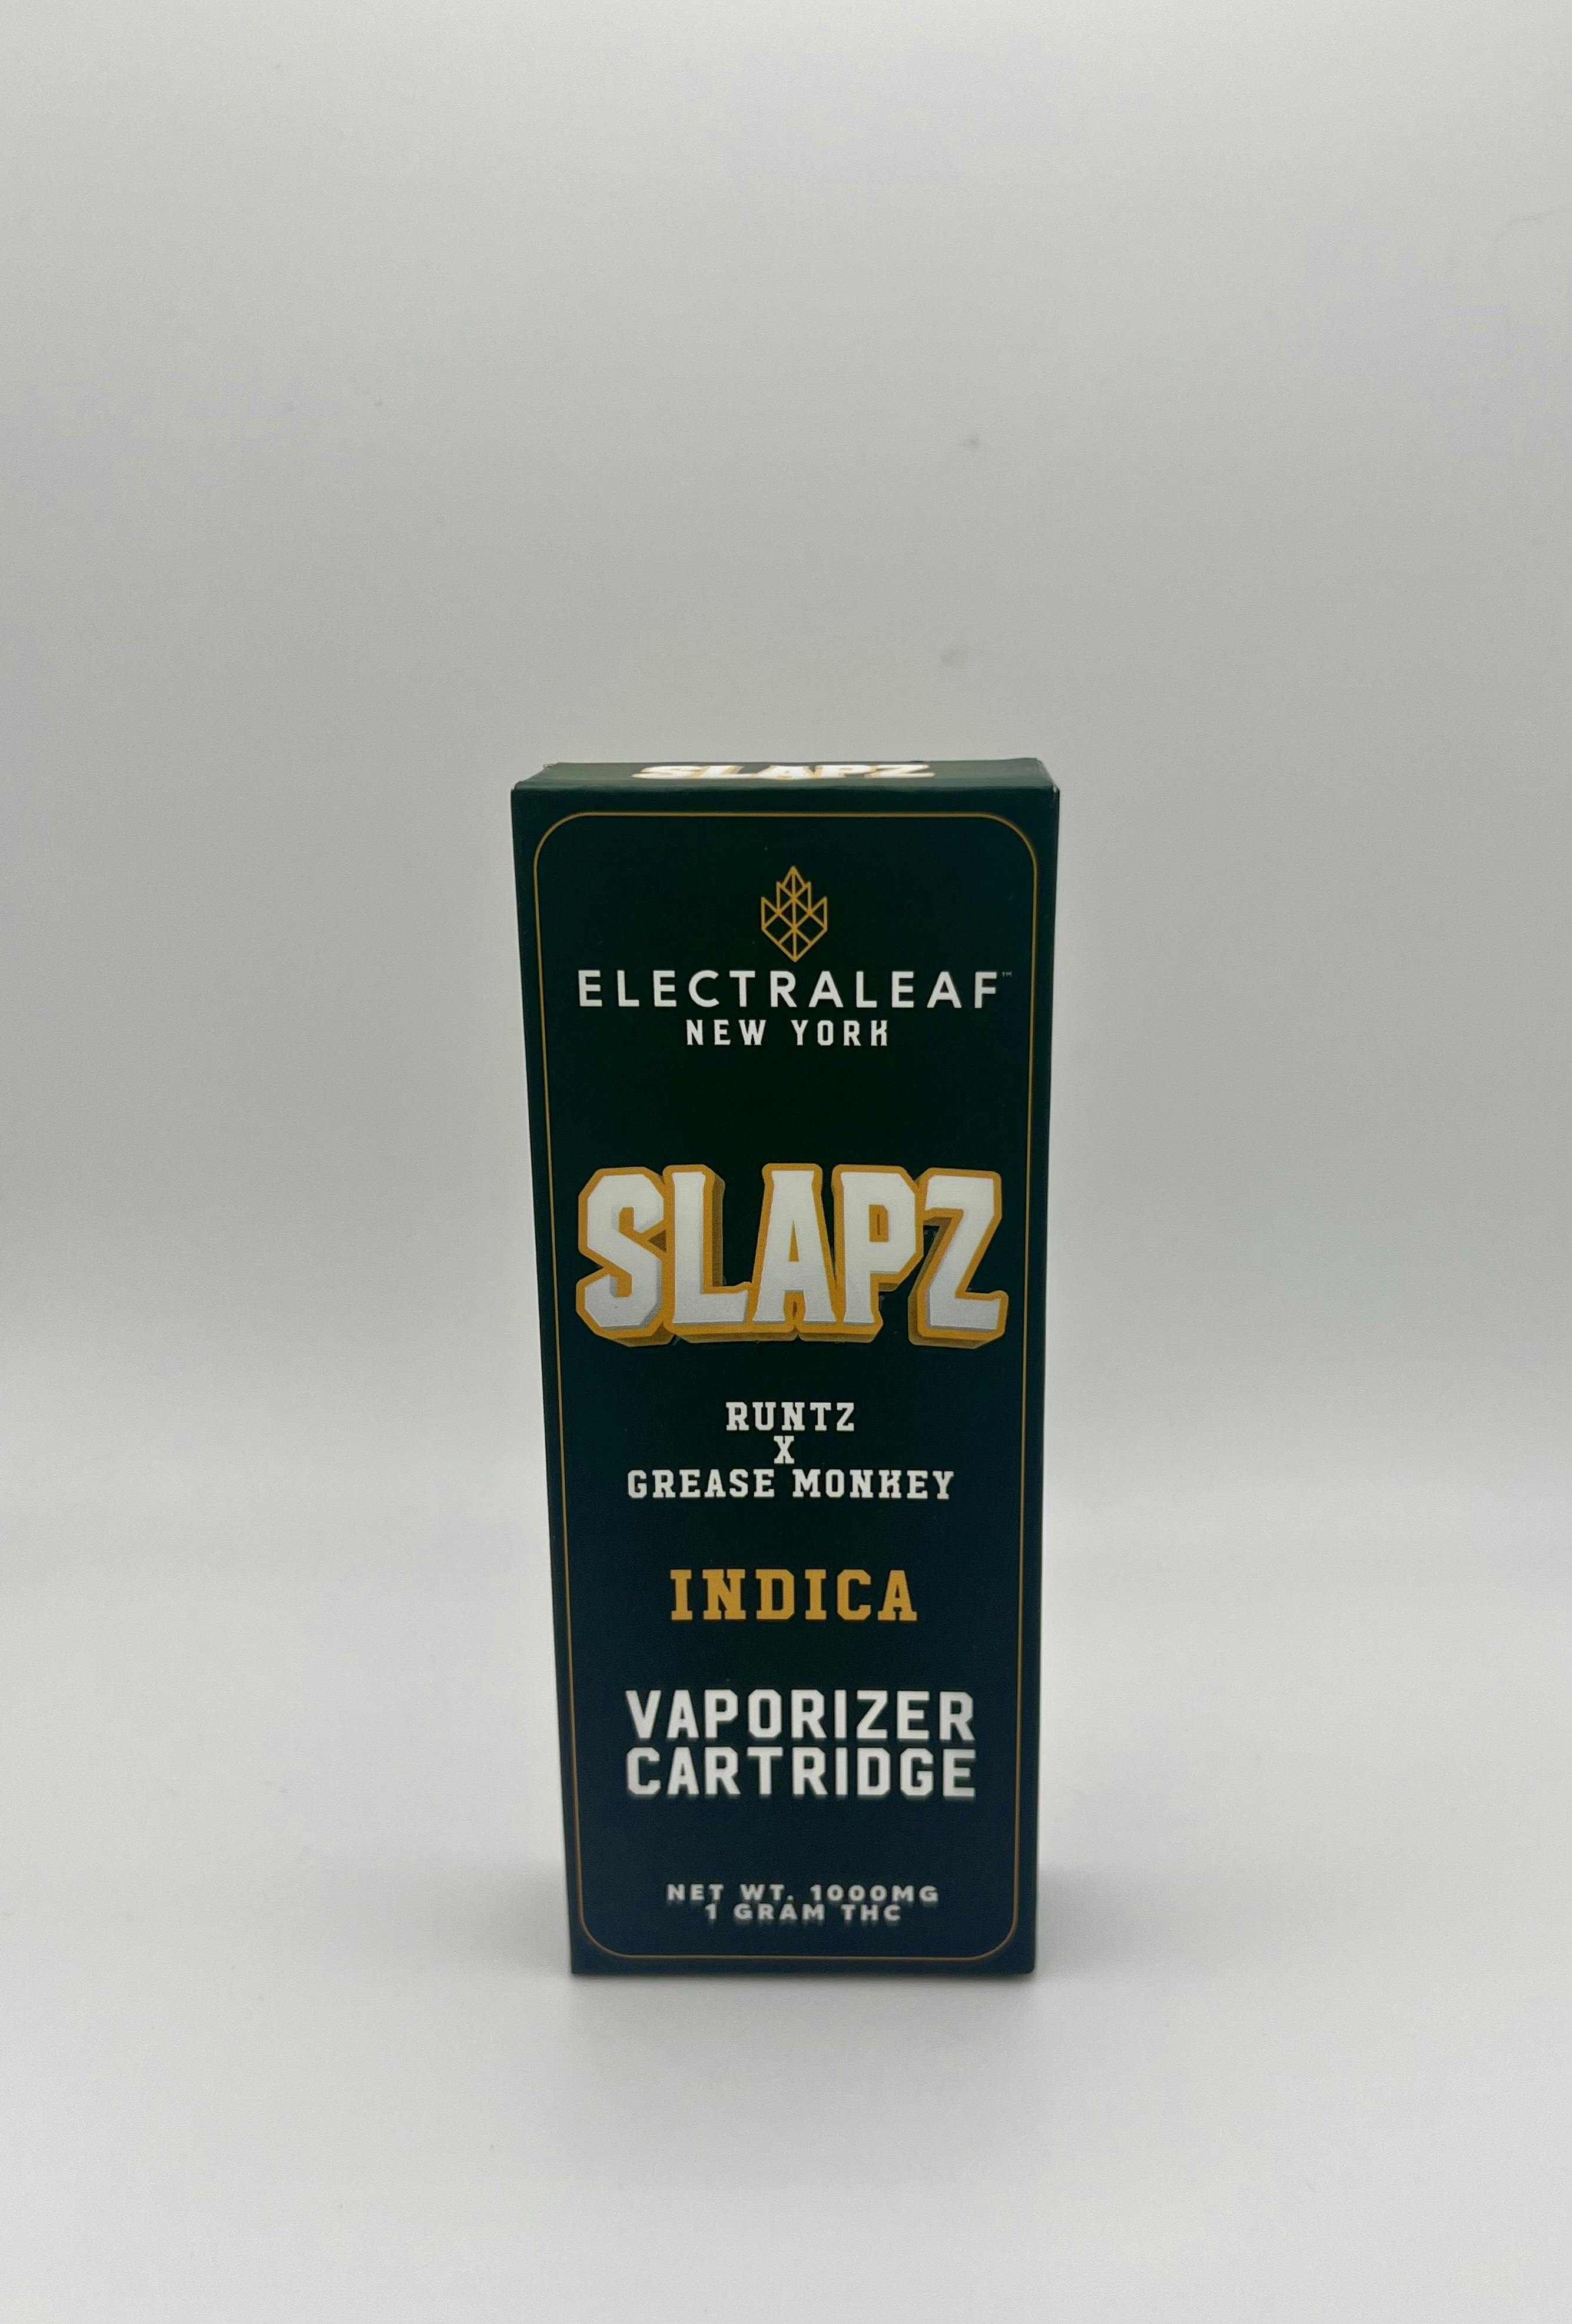 SLAPZ
ELECTRALEAF™
NEW YORK
SLAPZ
RUNTZ
X
GREASE MONKEY
INDICA
VAPORIZER
CARTRIDGE
NET WT. 1000MG
1 GRAM THC